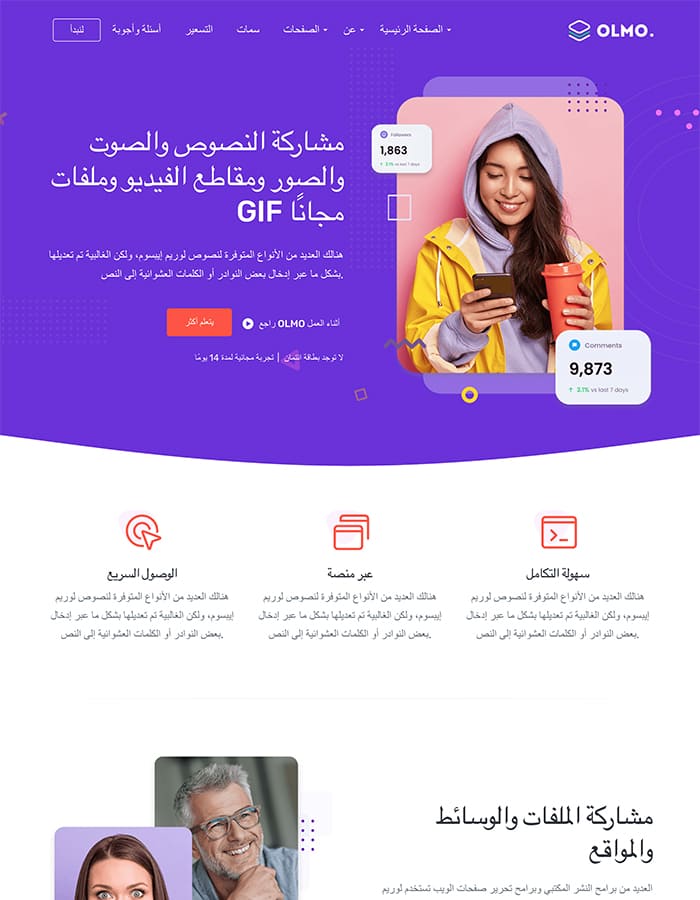 OLMO.
الصفحة الرئيسية
عن
الصفحات
سمات
التسعير
أسئلة وأجوبة
لنبدأ
مشاركة النصوص والصوت
والصور ومقاطع الفيديو وملفات
GIF مجانًا
هنالك العديد من الأنواع المتوفرة لنصوص لوريم إيبسوم، ولكن الغالبية تم تعديلها
بشكل ما عبر إدخال بعض النوادر أو الكلمات العشوائية إلى النص.
أثناء العمل OLMO راجع
يتعلم أكثر
لا توجد بطاقة ائتمان | تجربة مجانية لمدة 14 يومًا
Followers
1,863
↑ 2.1% vs last 7 days
Comments
9,873
↑ 2.1% vs last 7 days
سهولة التكامل
هنالك العديد من الأنواع المتوفرة لنصوص لوريم
إيبسوم، ولكن الغالبية تم تعديلها بشكل ما عبر إدخال
بعض النوادر أو الكلمات العشوائية إلى النص.
عبر منصة
هنالك العديد من الأنواع المتوفرة لنصوص لوريم
إيبسوم، ولكن الغالبية تم تعديلها بشكل ما عبر إدخال
بعض النوادر أو الكلمات العشوائية إلى النص.
الوصول السريع
هنالك العديد من الأنواع المتوفرة لنصوص لوريم
إيبسوم، ولكن الغالبية تم تعديلها بشكل ما عبر إدخال
بعض النوادر أو الكلمات العشوائية إلى النص.
مشاركة الملفات والوسائط
والمواقع
العديد من برامح النشر المكتبي وبرامح تحرير صفحات الويب تستخدم لوريم